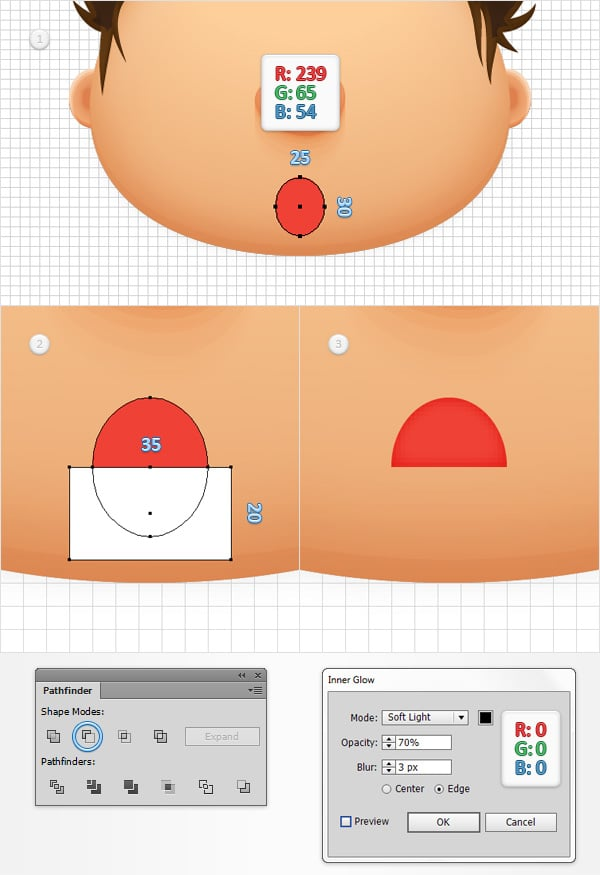 1
R: 239
G: 65
B: 54
25
30
2
35
20
3
Pathfinder
Shape Modes:
Expand
Pathfinders:
Inner Glow
Mode: Soft Light
Opacity: 70%
Blur: 3 px
Center Edge
Preview OK Cancel
R: 0
G: 0
B: 0